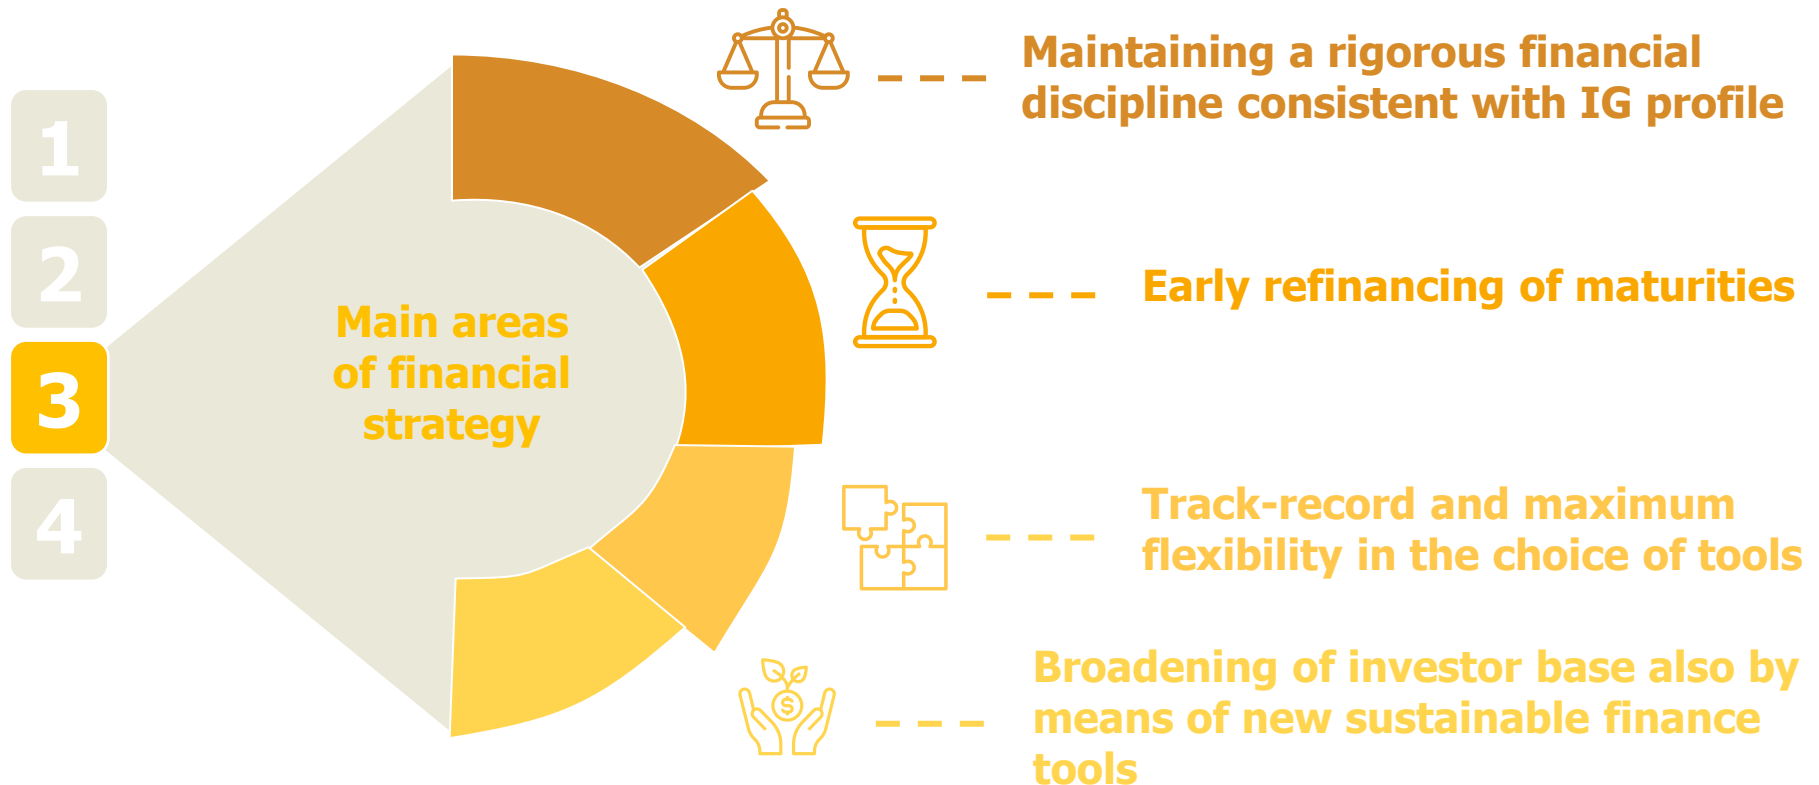 1
2
3
4
Main areas
of financial
strategy
Maintaining a rigorous financial
discipline consistent with IG profile
Early refinancing of maturities
Track-record and maximum
flexibility in the choice of tools
$
Broadening of investor base also by
means of new sustainable finance
tools